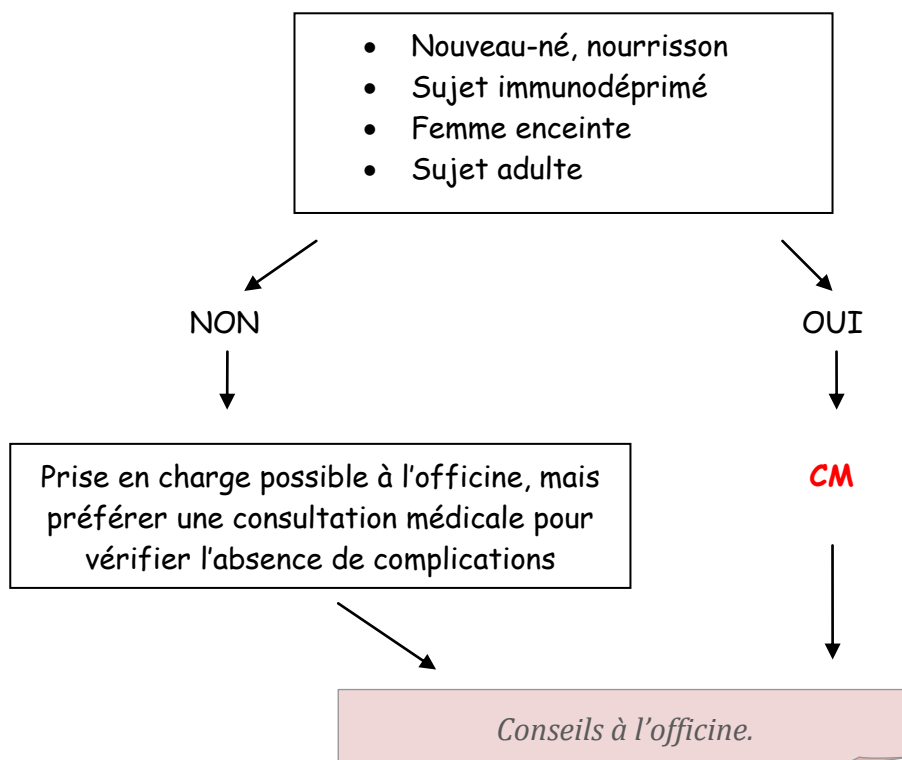 • Nouveau-né, nourrisson
• Sujet immunodéprimé
• Femme enceinte
• Sujet adulte
NON
OUI
Prise en charge possible à l'officine, mais
préférer une consultation médicale pour
vérifier l'absence de complications
CM
Conseils à l'officine.